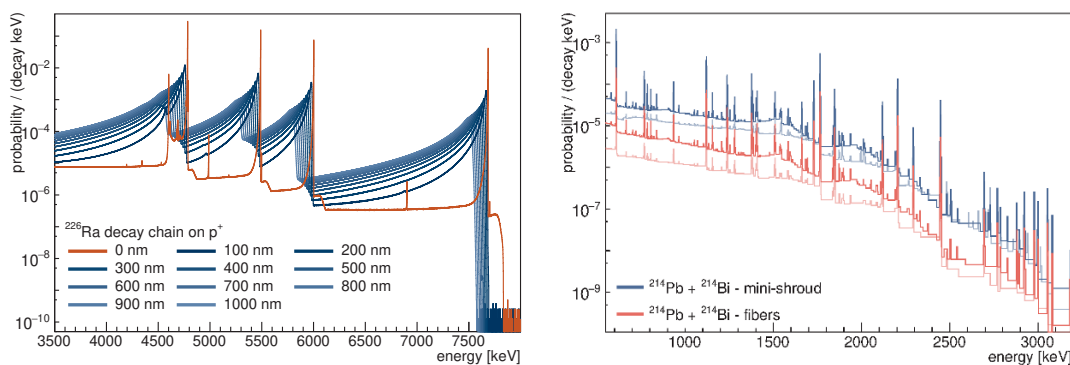 probability / (decay keV)
10⁻²
10⁻⁴
10⁻⁶
10⁻⁸
10⁻¹⁰
²²⁶Ra decay chain on p⁺
0 nm 100 nm 200 nm
300 nm 400 nm 500 nm
600 nm 700 nm 800 nm
900 nm 1000 nm
3500 4000 4500 5000 5500 6000 6500 7000 7500
energy [keV]
probability / (decay keV)
10⁻³
10⁻⁵
10⁻⁷
10⁻⁹
²¹⁴Pb + ²¹⁴Bi - mini-shroud
²¹⁴Pb + ²¹⁴Bi - fibers
1000 1500 2000 2500 3000
energy [keV]